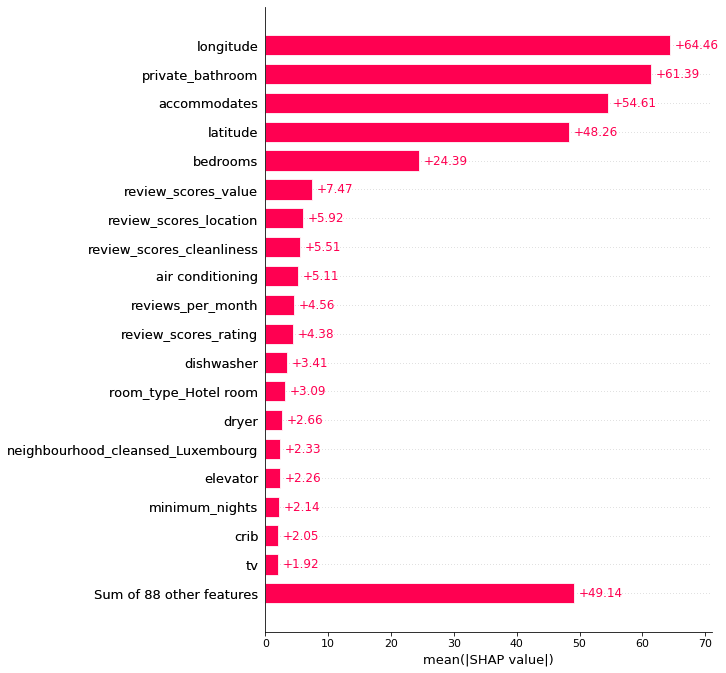 longitude +64.46
private_bathroom +61.39
accommodates +54.61
latitude +48.26
bedrooms +24.39
review_scores_value +7.47
review_scores_location +5.92
review_scores_cleanliness +5.51
air conditioning +5.11
reviews_per_month +4.56
review_scores_rating +4.38
dishwasher +3.41
room_type_Hotel room +3.09
dryer +2.66
neighbourhood_cleansed_Luxembourg +2.33
elevator +2.26
minimum_nights +2.14
crib +2.05
tv +1.92
Sum of 88 other features +49.14
0 10 20 30 40 50 60 70
mean(|SHAP value|)